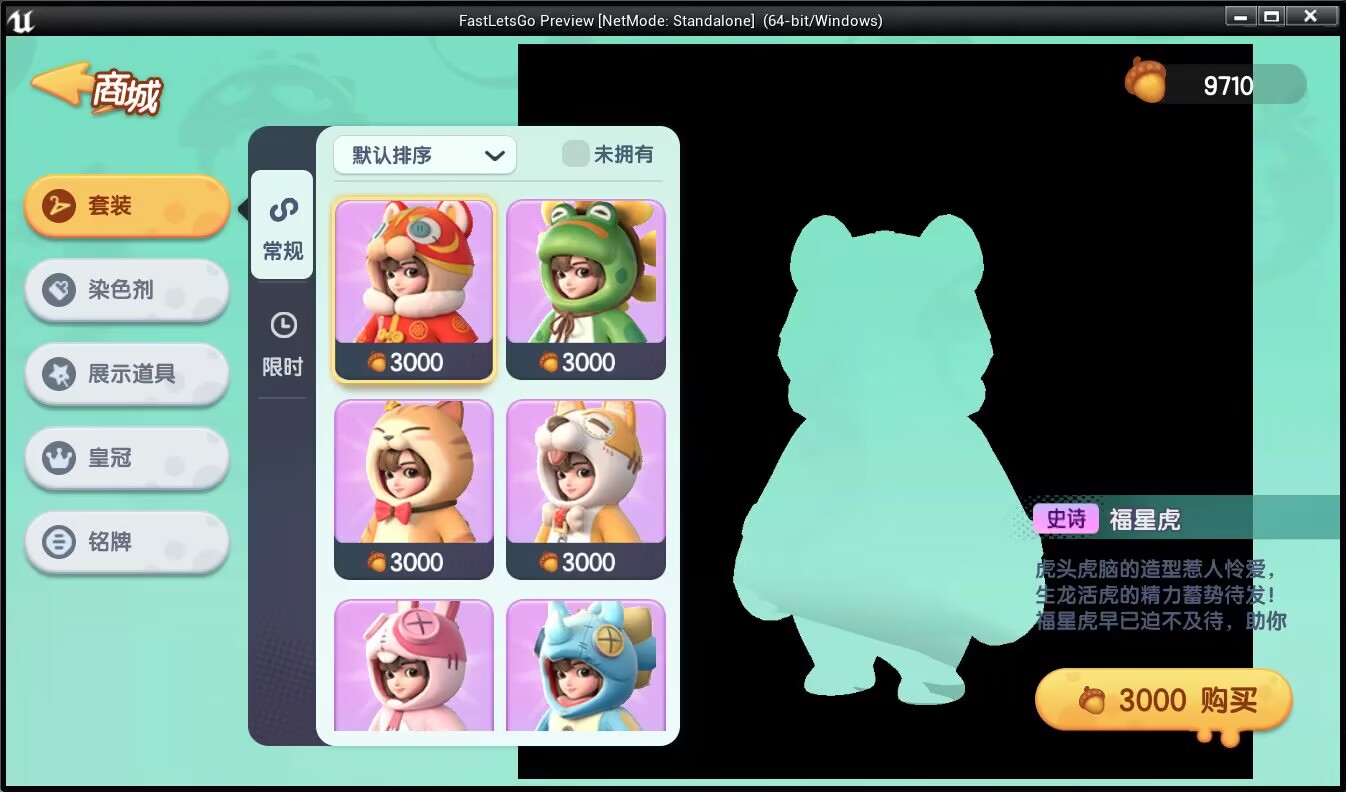 FastLetsGo Preview [NetMode: Standalone] (64-bit/Windows)
商城
9710
默认排序
未拥有
套装
染色剂
展示道具
皇冠
铭牌
常规
限时
3000
3000
3000
3000
史诗 福星虎
虎头虎脑的造型惹人怜爱，
生龙活虎的精力蓄势待发！
福星虎早已迫不及待，助你
3000 购买